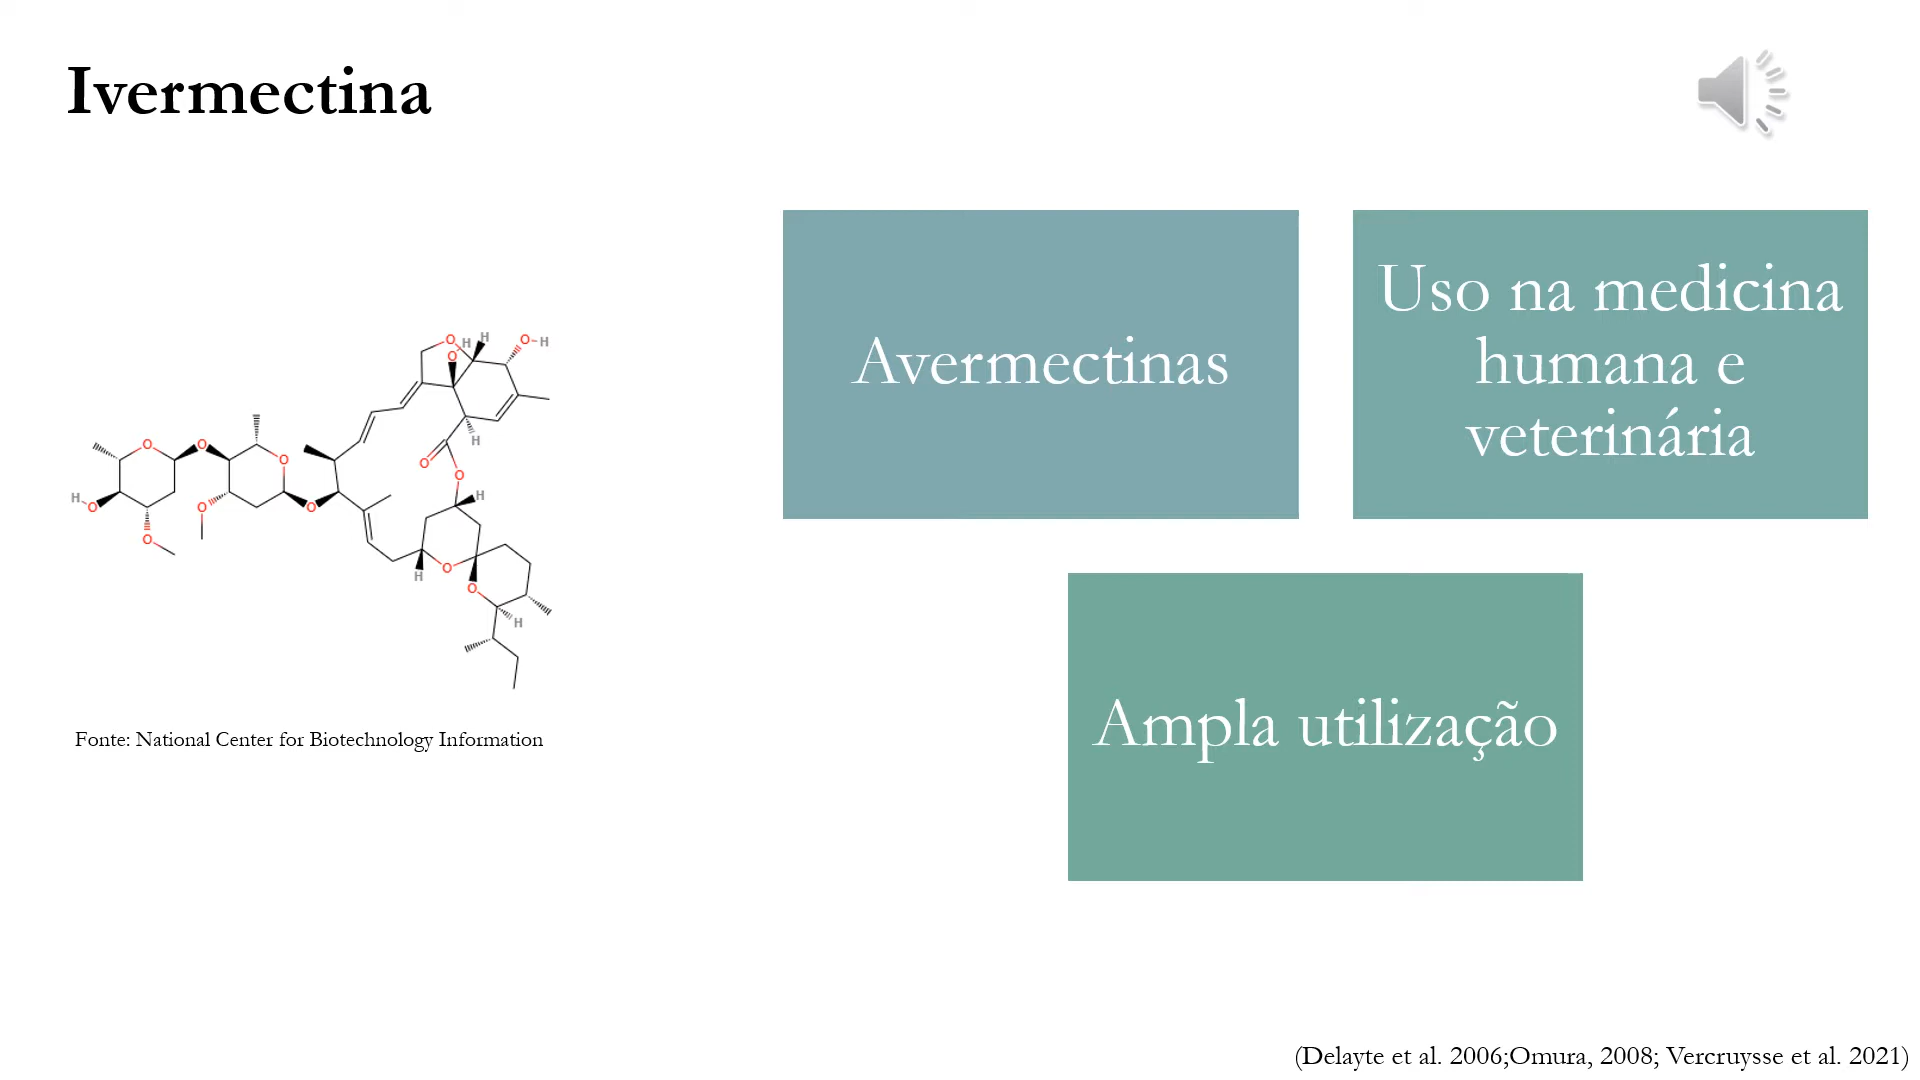 Ivermectina
Avermectinas
Uso na medicina
humana e
veterinária
Ampla utilização
O
H
H
O
O-H
O
H
O
O
O
O
O
H
H
O
O
O
O
H
O
O
H
Fonte: National Center for Biotechnology Information
(Delayte et al. 2006;Omura, 2008; Vercruysse et al. 2021)